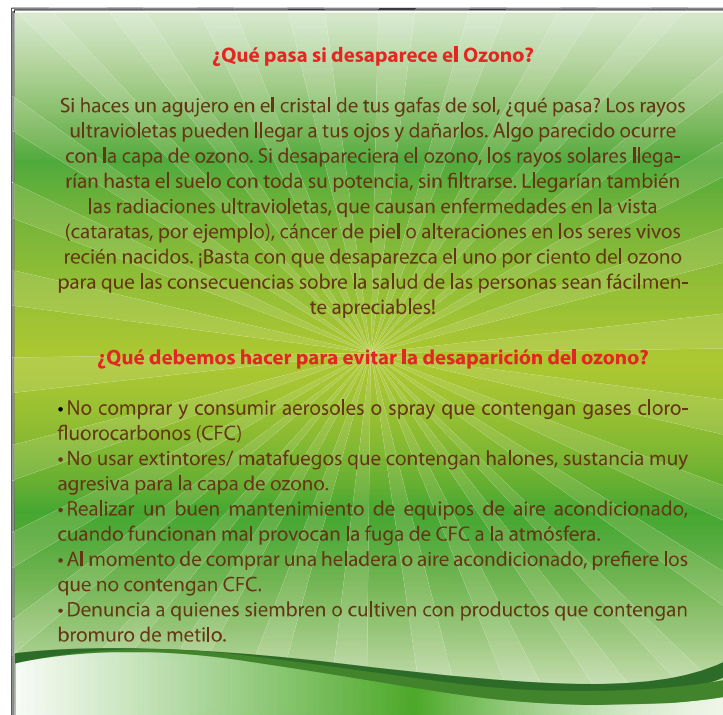 ¿Qué pasa si desaparece el Ozono?
Si haces un agujero en el cristal de tus gafas de sol, ¿qué pasa? Los rayos
ultravioletas pueden llegar a tus ojos y dañarlos. Algo parecido ocurre
con la capa de ozono. Si desapareciera el ozono, los rayos solares llega-
rían hasta el suelo con toda su potencia, sin filtrarse. Llegarían también
las radiaciones ultravioletas, que causan enfermedades en la vista
(cataratas, por ejemplo), cáncer de piel o alteraciones en los seres vivos
recién nacidos. ¡Basta con que desaparezca el uno por ciento del ozono
para que las consecuencias sobre la salud de las personas sean fácilmen-
te apreciables!
¿Qué debemos hacer para evitar la desaparición del ozono?
• No comprar y consumir aerosoles o spray que contengan gases cloro-
fluorocarbonos (CFC)
• No usar extintores/ matafuegos que contengan halones, sustancia muy
agresiva para la capa de ozono.
• Realizar un buen mantenimiento de equipos de aire acondicionado,
cuando funcionan mal provocan la fuga de CFC a la atmósfera.
• Al momento de comprar una heladera o aire acondicionado, prefiere los
que no contengan CFC.
• Denuncia a quienes siembren o cultiven con productos que contengan
bromuro de metilo.